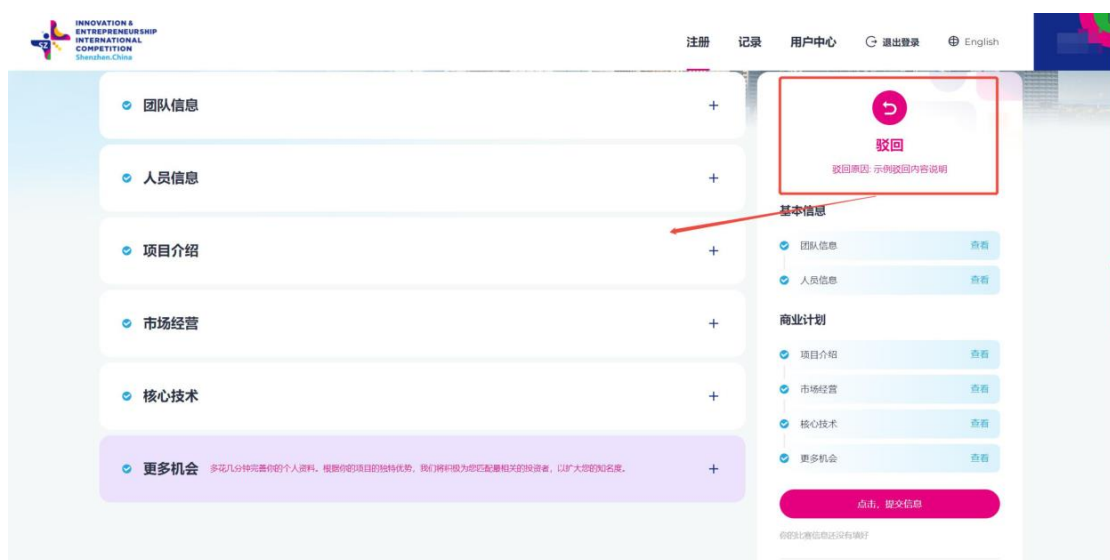 INNOVATION &
ENTREPRENEURSHIP
INTERNATIONAL
COMPETITION
Shenzhen.China
注册 记录 用户中心 退出登录 English
团队信息
人员信息
项目介绍
市场经营
核心技术
更多机会 多花几分钟完善你的个人资料。根据你的项目的独特优势，我们将积极为您匹配最相关的投资者，以扩大您的知名度。
驳回
驳回原因: 示例驳回内容说明
基本信息
团队信息 查看
人员信息 查看
商业计划
项目介绍 查看
市场经营 查看
核心技术 查看
更多机会 查看
点击，提交信息
你的比赛信息还没有填好